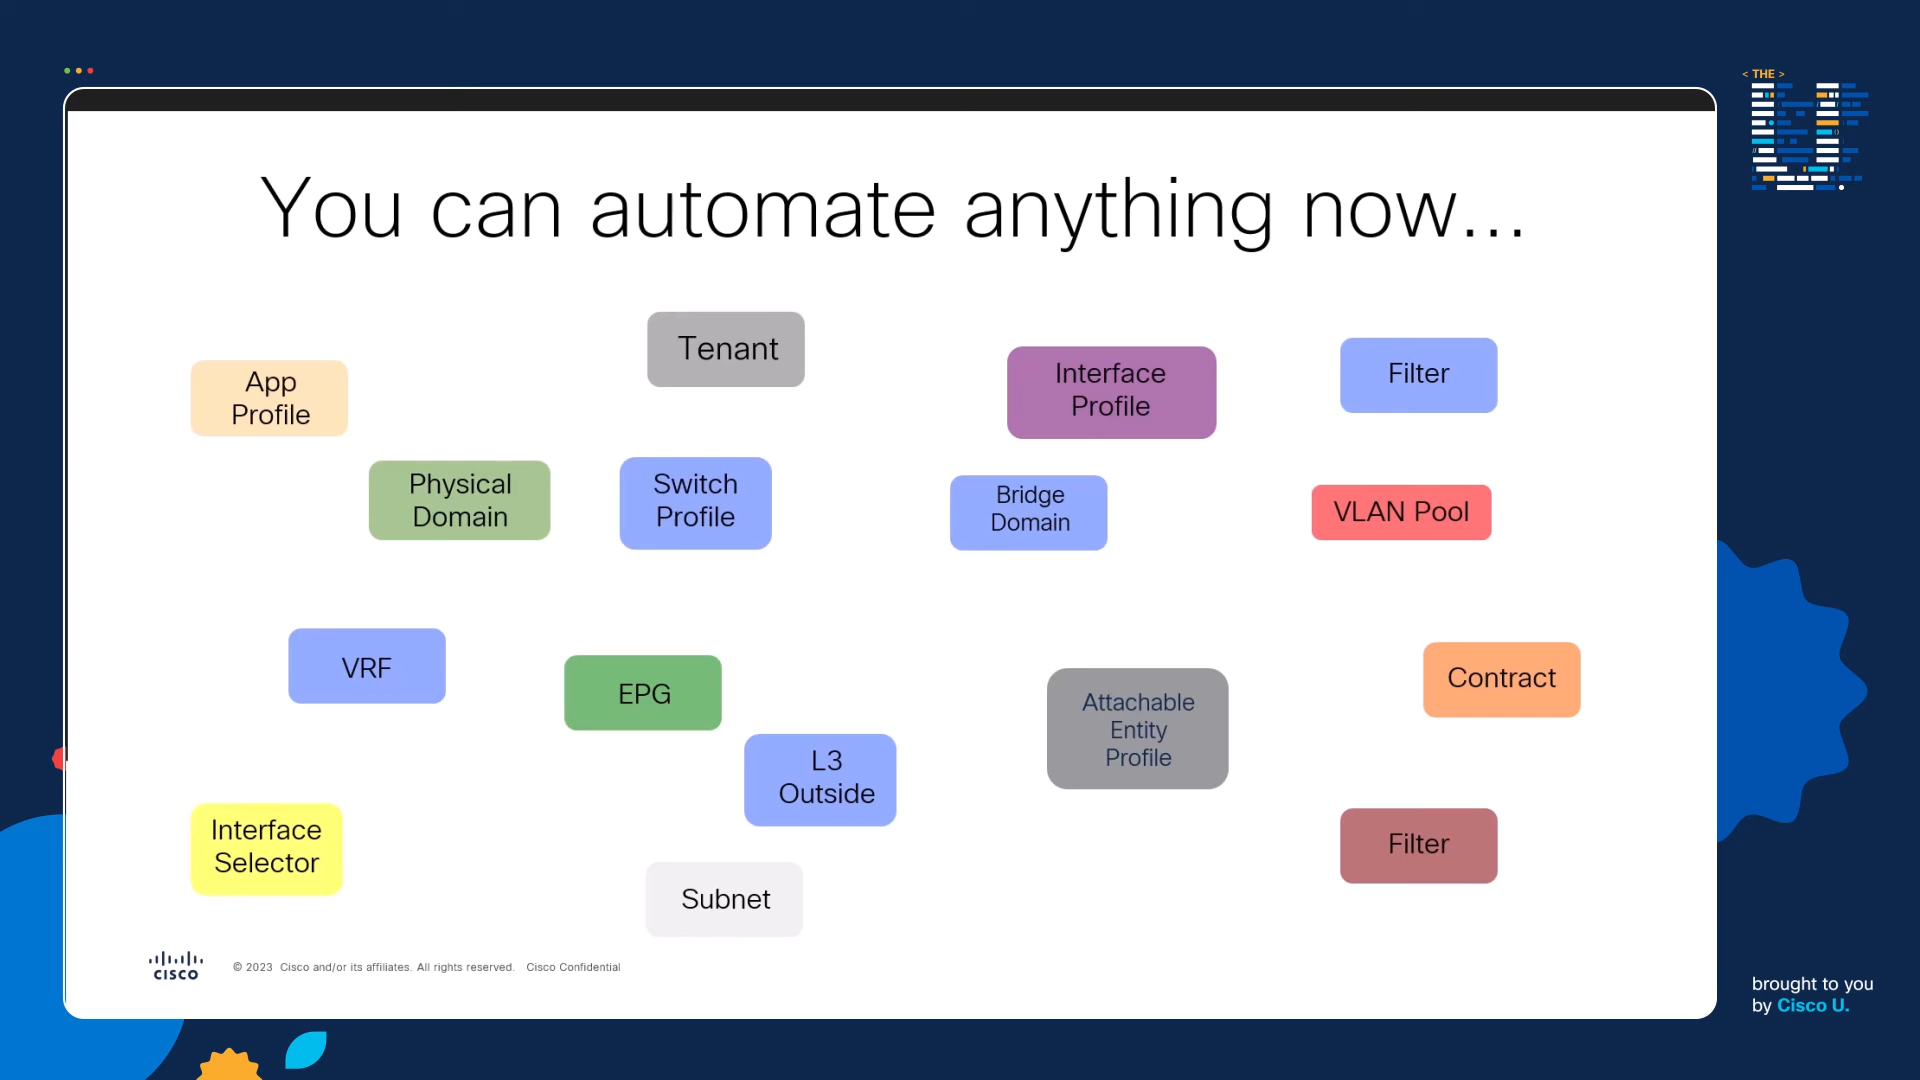 < THE >
You can automate anything now...
Tenant
App
Profile
Interface
Profile
Filter
Physical
Domain
Switch
Profile
Bridge
Domain
VLAN Pool
VRF
EPG
Attachable
Entity
Profile
Contract
L3
Outside
Interface
Selector
Filter
Subnet
CISCO
© 2023 Cisco and/or its affiliates. All rights reserved. Cisco Confidential
brought to you
by Cisco U.